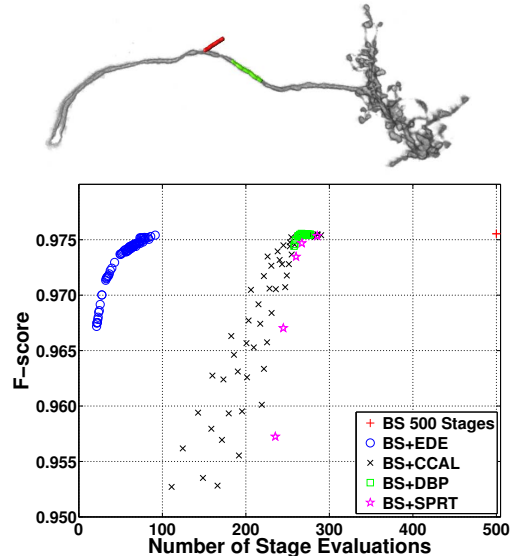 0.975
0.970
0.965
0.960
0.955
0.950
F-score
0 100 200 300 400 500
Number of Stage Evaluations
BS 500 Stages
BS+EDE
BS+CCAL
BS+DBP
BS+SPRT